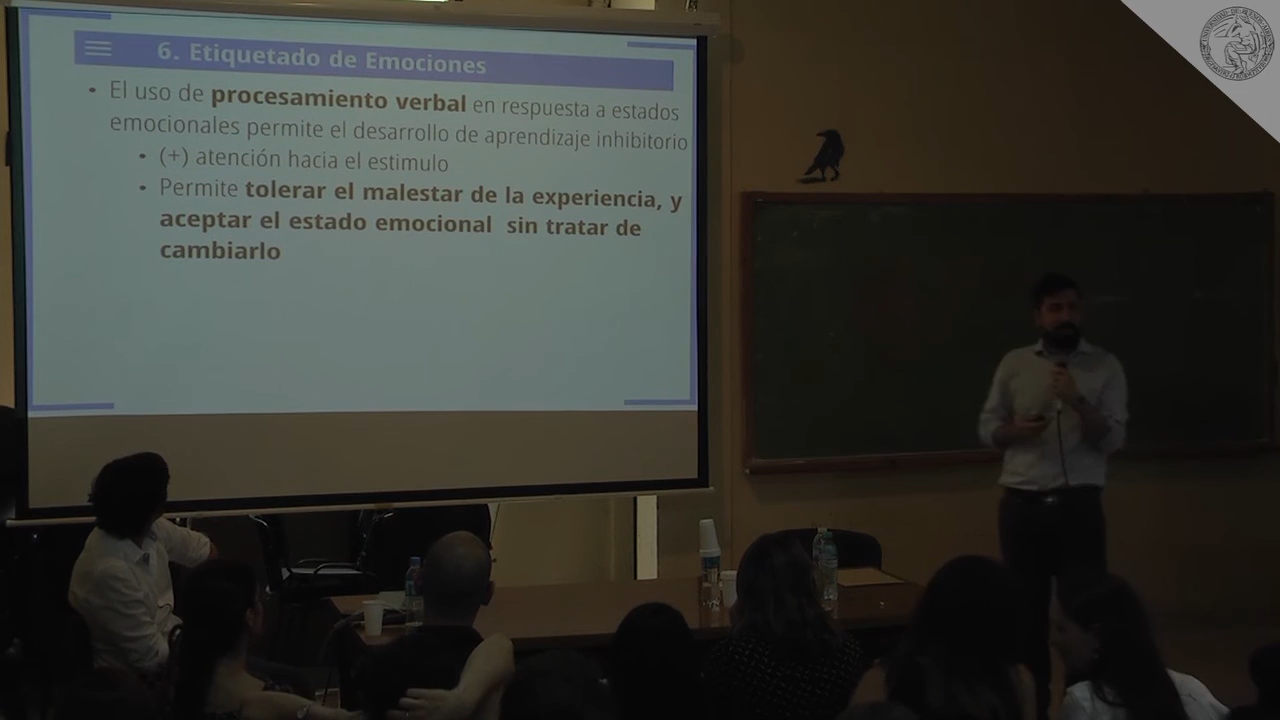 6. Etiquetado de Emociones
• El uso de procesamiento verbal en respuesta a estados
emocionales permite el desarrollo de aprendizaje inhibitorio
• (+) atención hacia el estimulo
• Permite tolerar el malestar de la experiencia, y
aceptar el estado emocional sin tratar de
cambiarlo